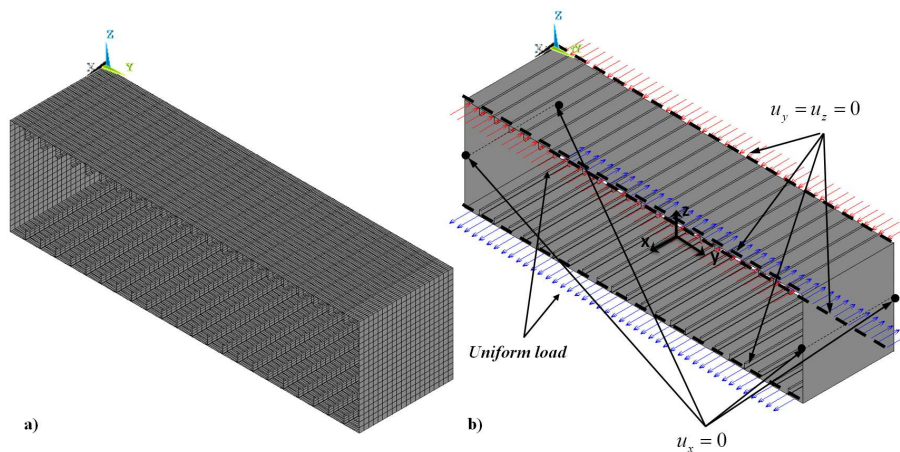 Z
X
Y
a)
Z
X
Y
u_y = u_z = 0
Z
X
Y
Uniform load
b)
u_x = 0